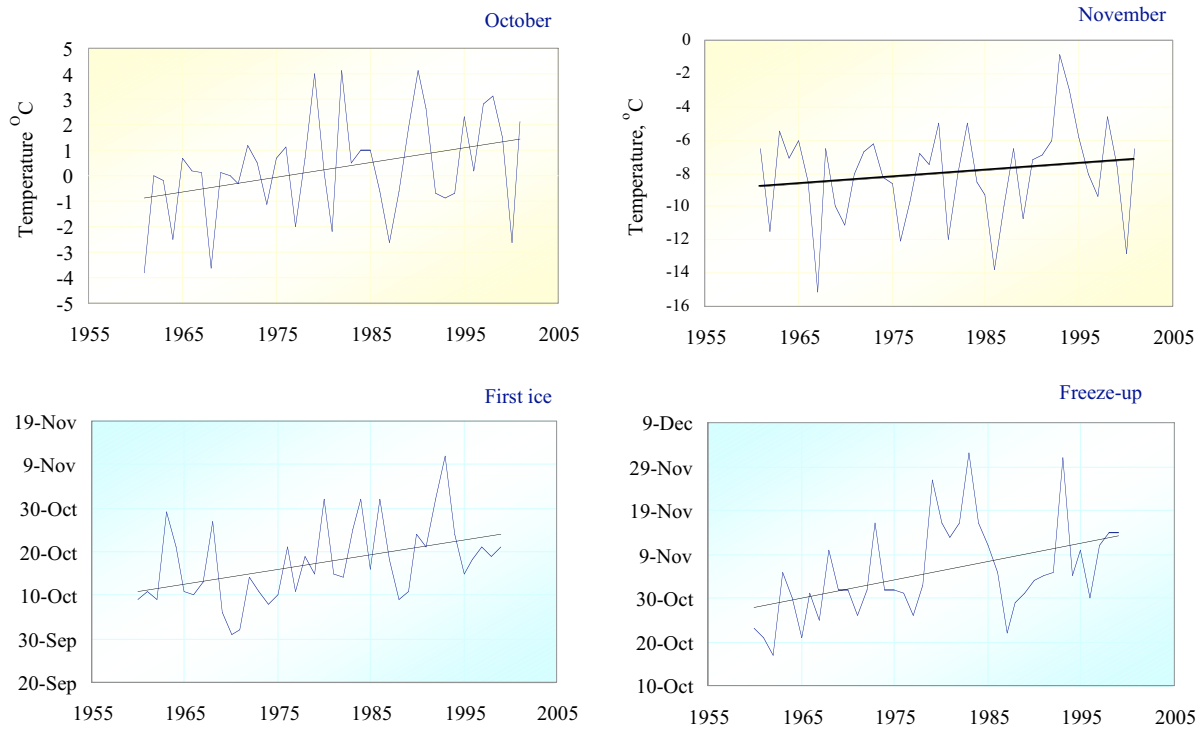 October
Temperature °C
5
4
3
2
1
0
-1
-2
-3
-4
-5
1955 1965 1975 1985 1995 2005
November
Temperature, °C
0
-2
-4
-6
-8
-10
-12
-14
-16
1955 1965 1975 1985 1995 2005
First ice
19-Nov
9-Nov
30-Oct
20-Oct
10-Oct
30-Sep
20-Sep
1955 1965 1975 1985 1995 2005
Freeze-up
9-Dec
29-Nov
19-Nov
9-Nov
30-Oct
20-Oct
10-Oct
1955 1965 1975 1985 1995 2005